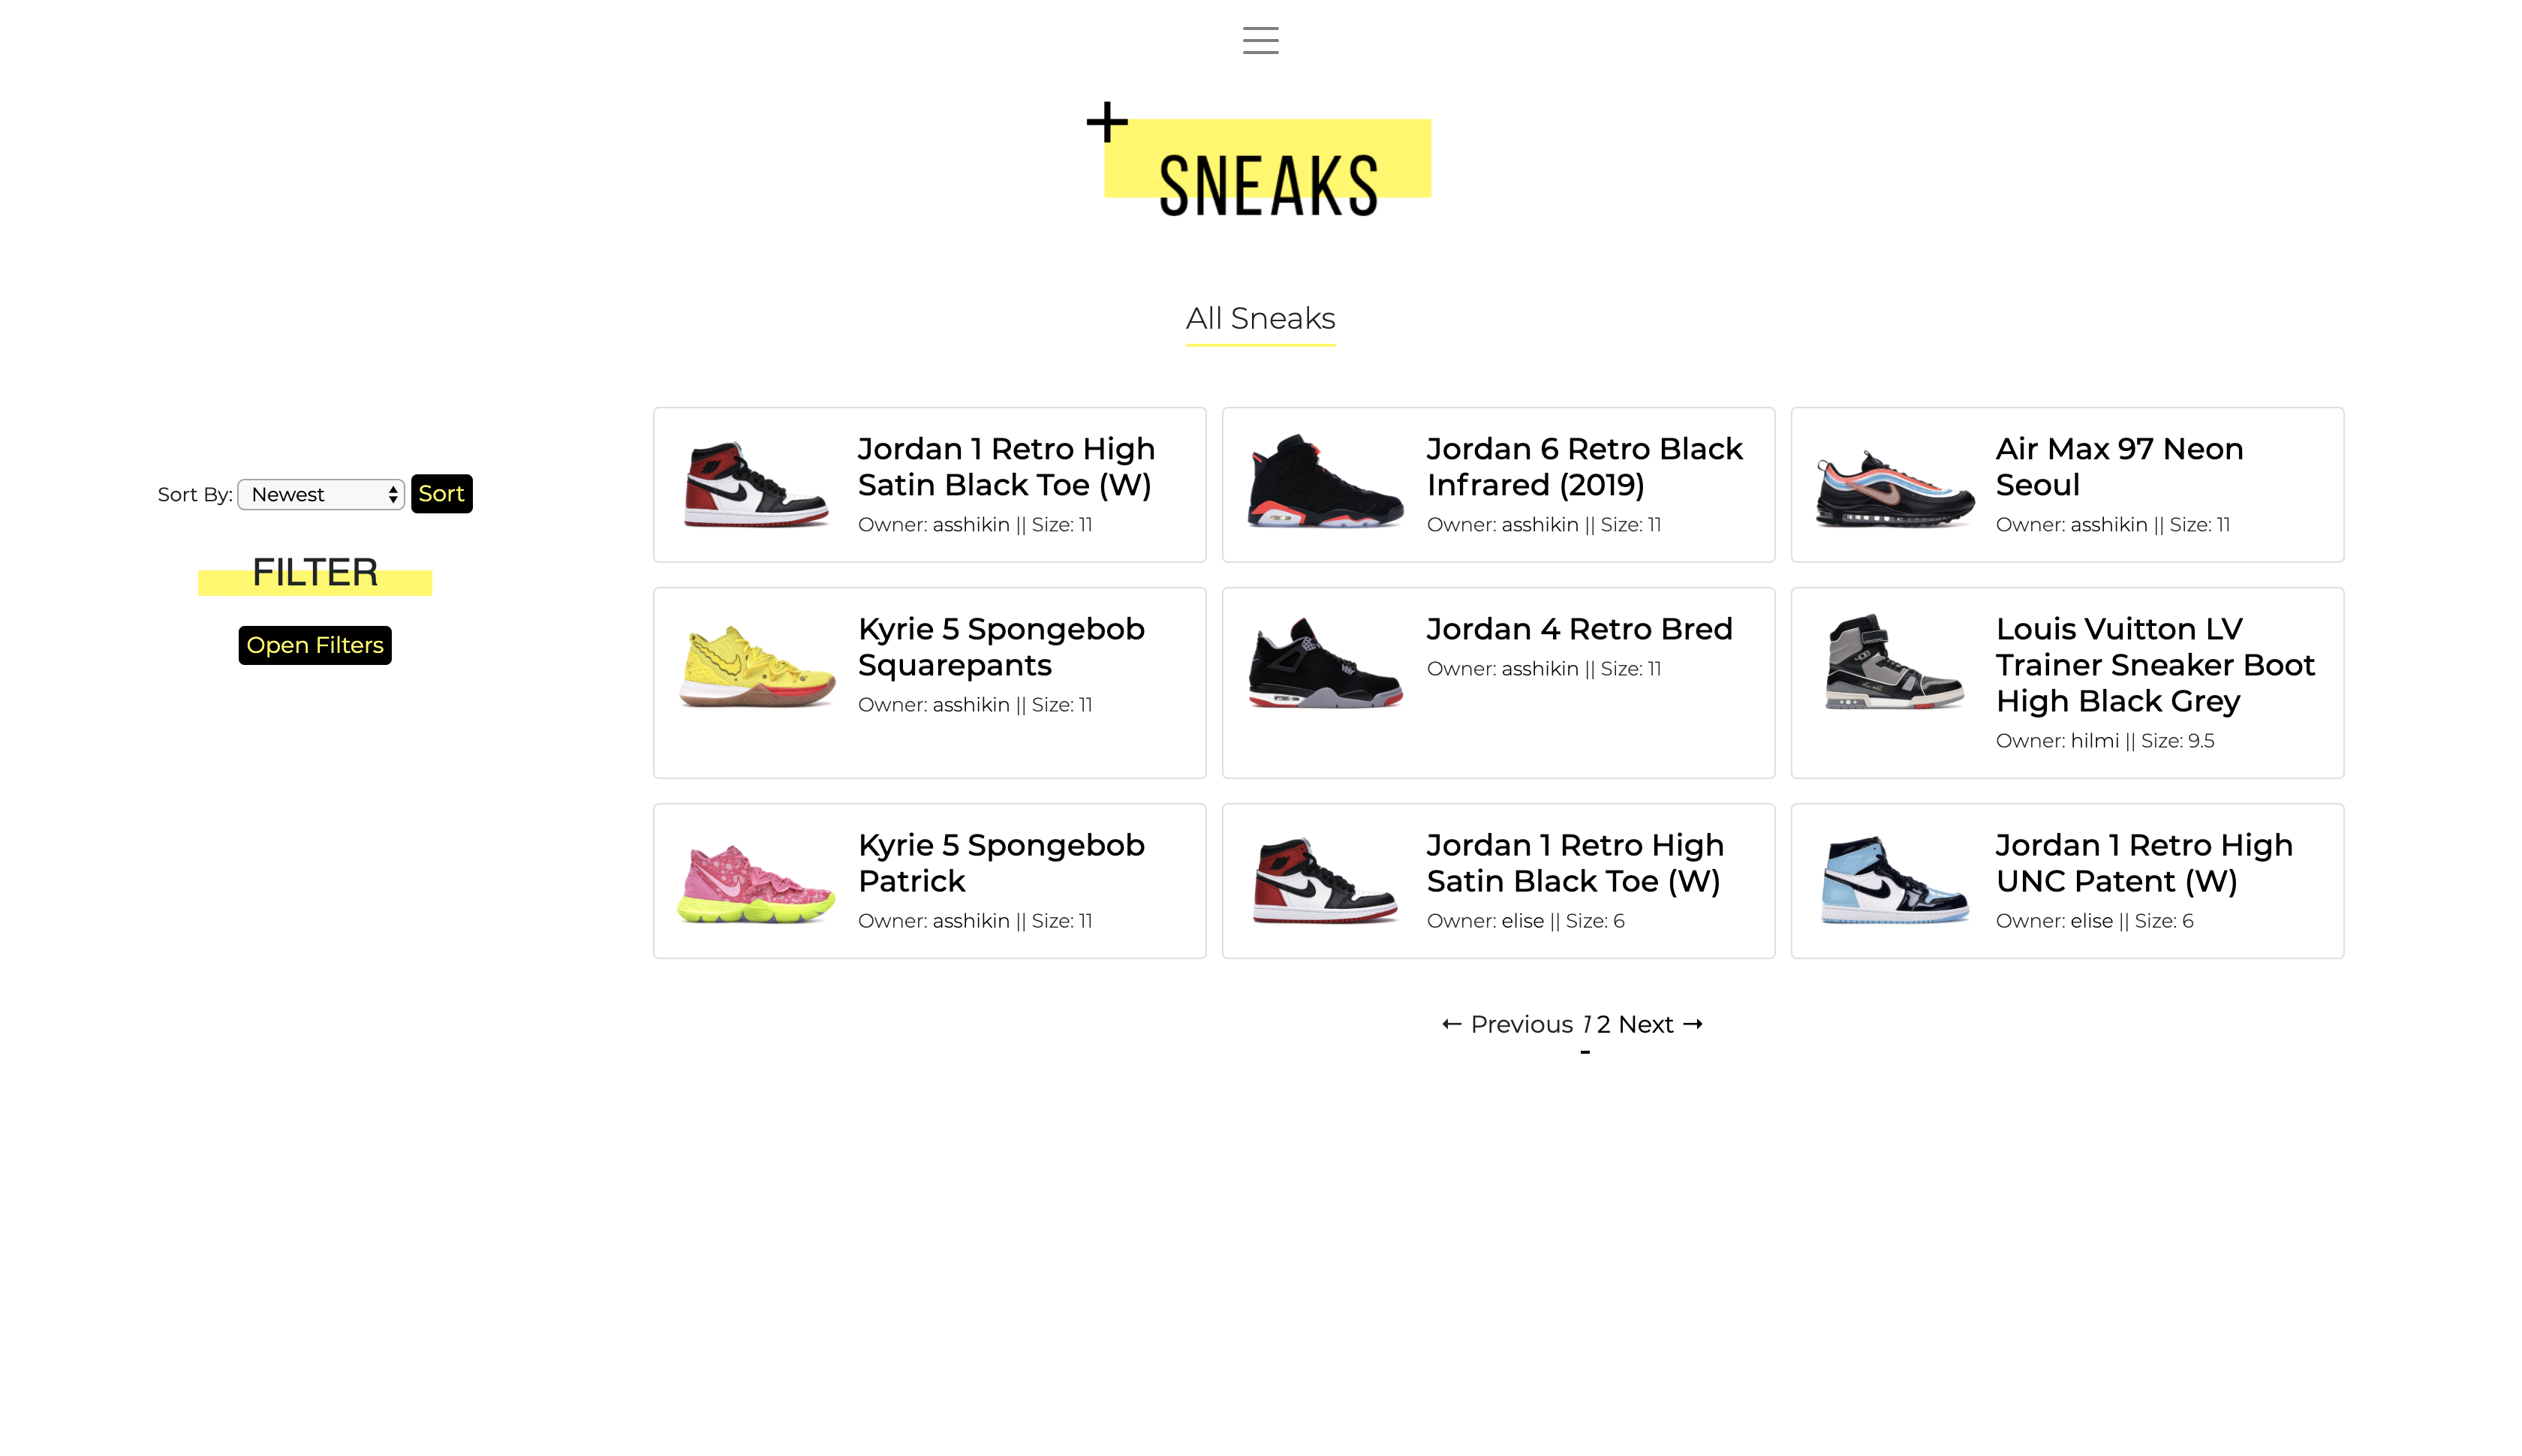 +
SNEAKS
All Sneaks
Sort By: Newest Sort
FILTER
Open Filters
Jordan 1 Retro High
Satin Black Toe (W)
Owner: asshikin || Size: 11
Jordan 6 Retro Black
Infrared (2019)
Owner: asshikin || Size: 11
Air Max 97 Neon
Seoul
Owner: asshikin || Size: 11
Kyrie 5 Spongebob
Squarepants
Owner: asshikin || Size: 11
Jordan 4 Retro Bred
Owner: asshikin || Size: 11
Louis Vuitton LV
Trainer Sneaker Boot
High Black Grey
Owner: hilmi || Size: 9.5
Kyrie 5 Spongebob
Patrick
Owner: asshikin || Size: 11
Jordan 1 Retro High
Satin Black Toe (W)
Owner: elise || Size: 6
Jordan 1 Retro High
UNC Patent (W)
Owner: elise || Size: 6
← Previous 1 2 Next →